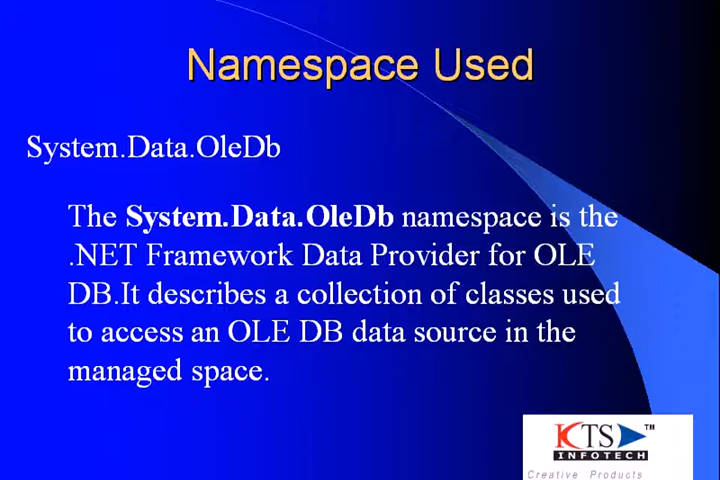 Namespace Used
System.Data.OleDb
The System.Data.OleDb namespace is the
.NET Framework Data Provider for OLE
DB.It describes a collection of classes used
to access an OLE DB data source in the
managed space.
KTS ™
INFOTECH
Creative Products